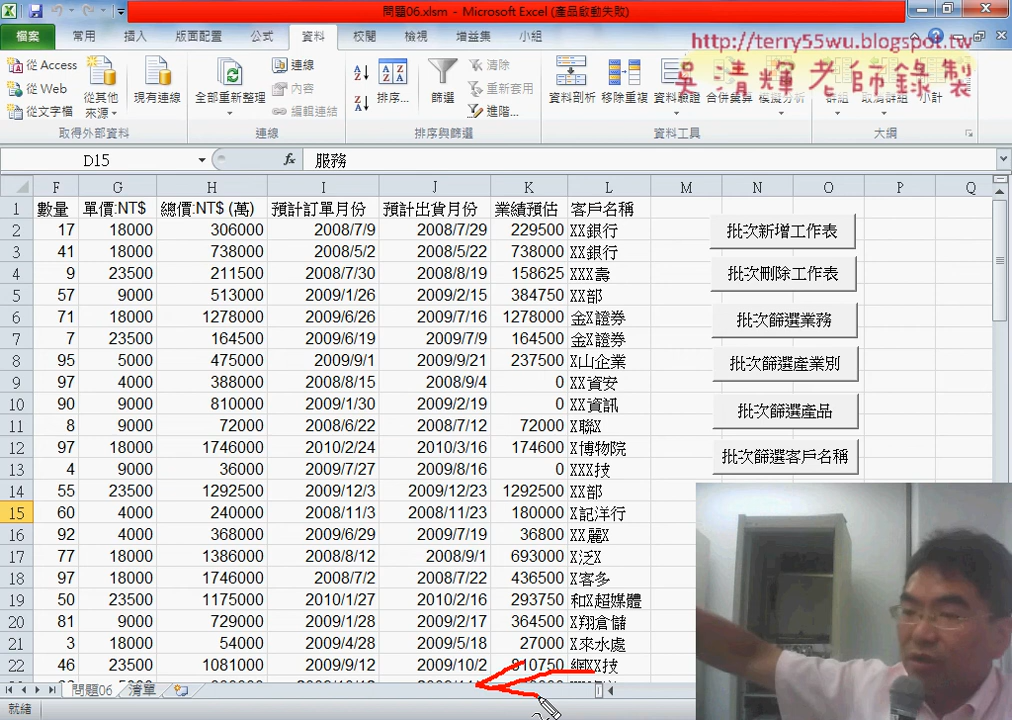 問題06.xlsm - Microsoft Excel (產品啟動失敗)
檔案 常用 插入 版面配置 公式 資料 校閱 檢視 增益集 小組
http://terry55wu.blogspot.tw
吳清輝老師錄製
從 Access
從 Web
從文字檔
從其他來源
現有連線
全部重新整理
連線
內容
編輯連結
排序...
篩選
清除
重新套用
進階...
資料剖析 移除重複 資料驗證 合併彙算 模擬分析
群組 取消群組 小計
取得外部資料 連線 排序與篩選 資料工具 大綱
D15 fx 服務
F G H I J K L M N O P Q
1 數量 單價:NT$ 總價:NT$ (萬) 預計訂單月份 預計出貨月份 業績預估 客戶名稱
2 17 18000 306000 2008/7/9 2008/7/29 229500 XX銀行
3 41 18000 738000 2008/5/2 2008/5/22 738000 XX銀行
4 9 23500 211500 2008/7/30 2008/8/19 158625 XXX壽
5 57 9000 513000 2009/1/26 2009/2/15 384750 XX部
6 71 18000 1278000 2009/6/26 2009/7/16 1278000 金X證券
7 7 23500 164500 2009/6/19 2009/7/9 164500 金X證券
8 95 5000 475000 2009/9/1 2009/9/21 237500 X山企業
9 97 4000 388000 2008/8/15 2008/9/4 0 XX資安
10 90 9000 810000 2009/1/30 2009/2/19 0 XX資訊
11 8 9000 72000 2008/6/22 2008/7/12 72000 X聯X
12 97 18000 1746000 2010/2/24 2010/3/16 174600 X博物院
13 4 9000 36000 2009/7/27 2009/8/16 0 XXX技
14 55 23500 1292500 2009/12/3 2009/12/23 1292500 XX部
15 60 4000 240000 2008/11/3 2008/11/23 180000 X記洋行
16 92 4000 368000 2009/6/29 2009/7/19 36800 XX麗X
17 77 18000 1386000 2008/8/12 2008/9/1 693000 X泛X
18 97 18000 1746000 2008/7/2 2008/7/22 436500 X客多
19 50 23500 1175000 2010/1/27 2010/2/16 293750 和X超媒體
20 81 9000 729000 2009/1/28 2009/2/17 364500 X翔倉儲
21 3 18000 54000 2009/4/28 2009/5/18 27000 X來水處
22 46 23500 1081000 2009/9/12 2009/10/2 810750 網XX技
批次新增工作表
批次刪除工作表
批次篩選業務
批次篩選產業別
批次篩選產品
批次篩選客戶名稱
問題06 清單
就緒